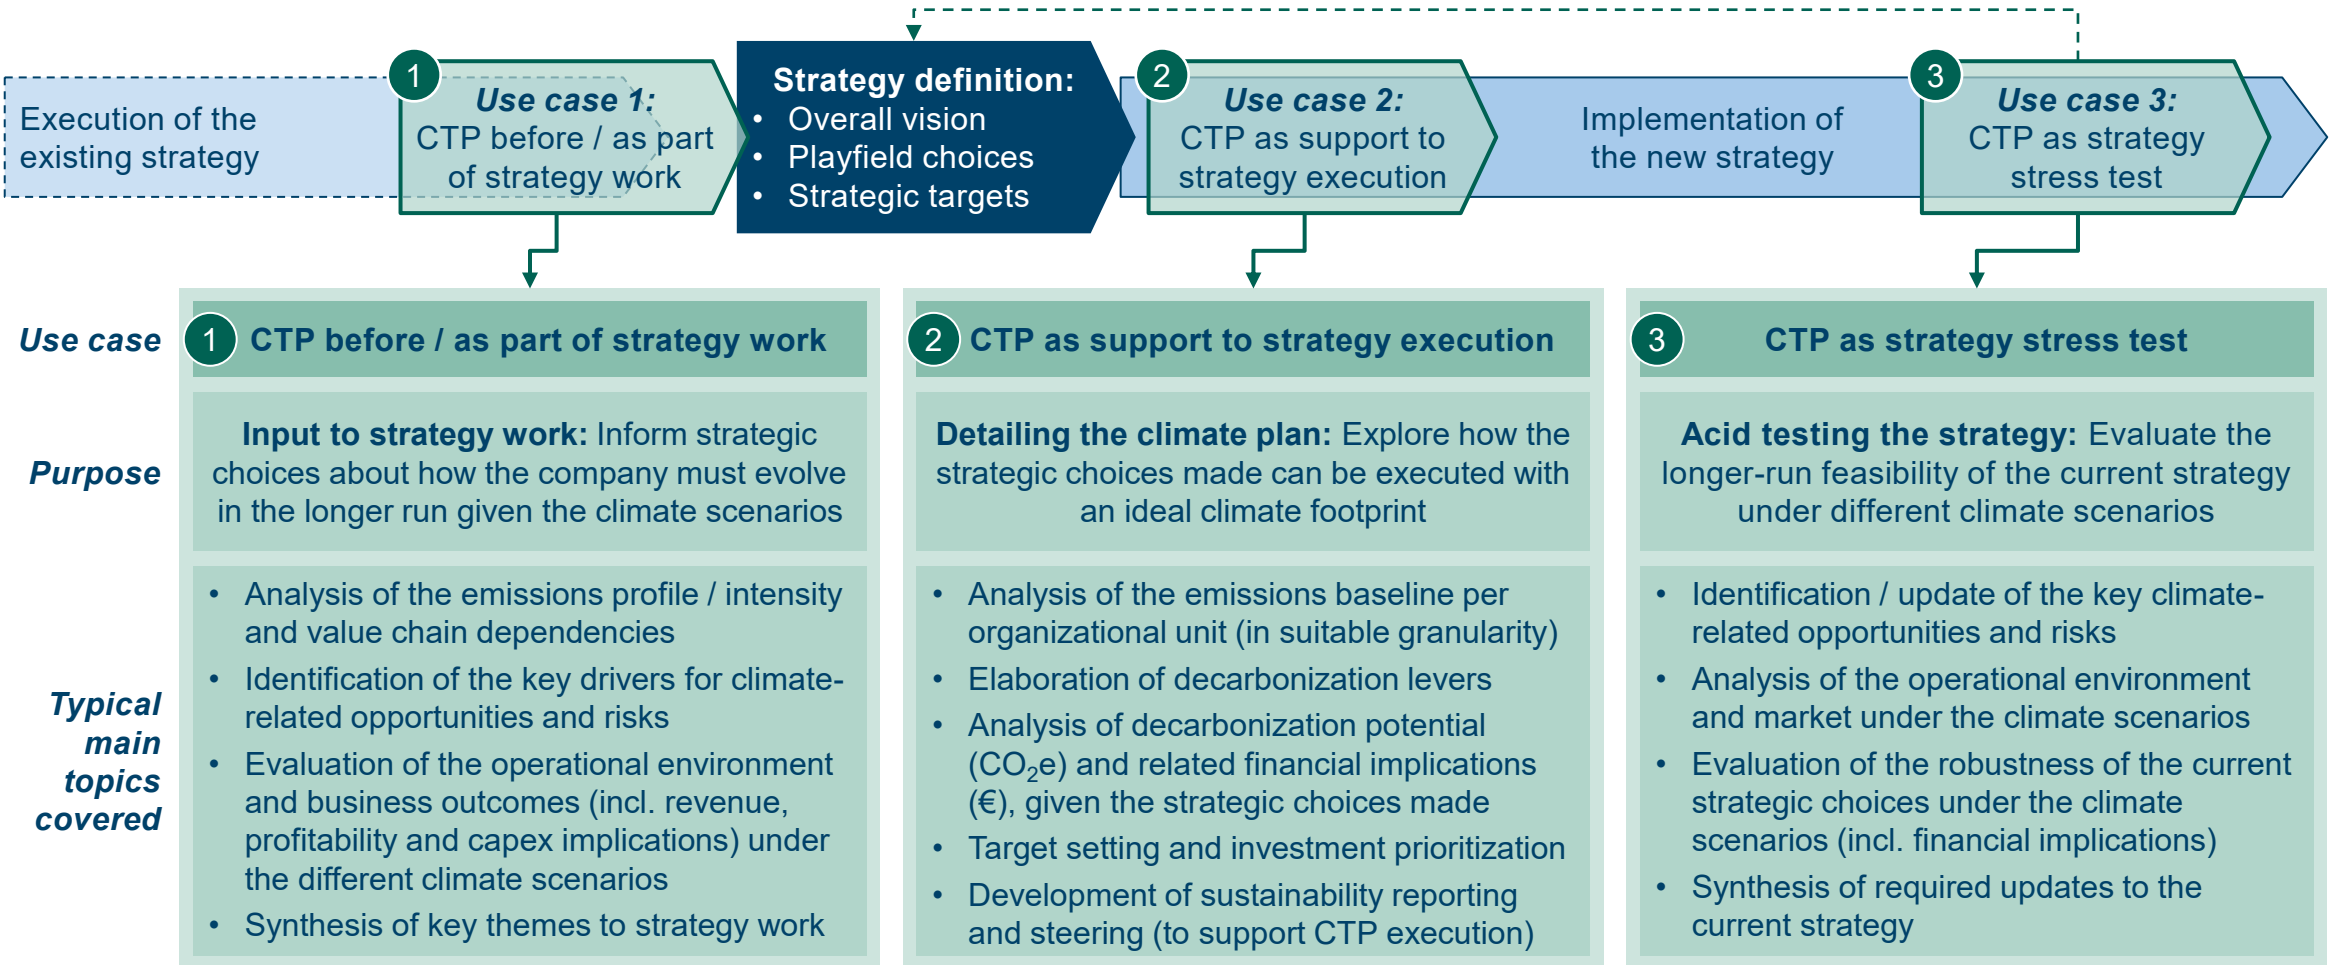 Execution of the
existing strategy
1
Use case 1:
CTP before / as part
of strategy work
Strategy definition:
• Overall vision
• Playfield choices
• Strategic targets
2
Use case 2:
CTP as support to
strategy execution
Implementation of
the new strategy
3
Use case 3:
CTP as strategy
stress test
Use case
1
CTP before / as part of strategy work
2
CTP as support to strategy execution
3
CTP as strategy stress test
Purpose
Input to strategy work: Inform strategic
choices about how the company must evolve
in the longer run given the climate scenarios
Detailing the climate plan: Explore how the
strategic choices made can be executed with
an ideal climate footprint
Acid testing the strategy: Evaluate the
longer-run feasibility of the current strategy
under different climate scenarios
Typical
main
topics
covered
• Analysis of the emissions profile / intensity
and value chain dependencies
• Identification of the key drivers for climate-
related opportunities and risks
• Evaluation of the operational environment
and business outcomes (incl. revenue,
profitability and capex implications) under
the different climate scenarios
• Synthesis of key themes to strategy work
• Analysis of the emissions baseline per
organizational unit (in suitable granularity)
• Elaboration of decarbonization levers
• Analysis of decarbonization potential
(CO₂e) and related financial implications
(€), given the strategic choices made
• Target setting and investment prioritization
• Development of sustainability reporting
and steering (to support CTP execution)
• Identification / update of the key climate-
related opportunities and risks
• Analysis of the operational environment
and market under the climate scenarios
• Evaluation of the robustness of the current
strategic choices under the climate
scenarios (incl. financial implications)
• Synthesis of required updates to the
current strategy